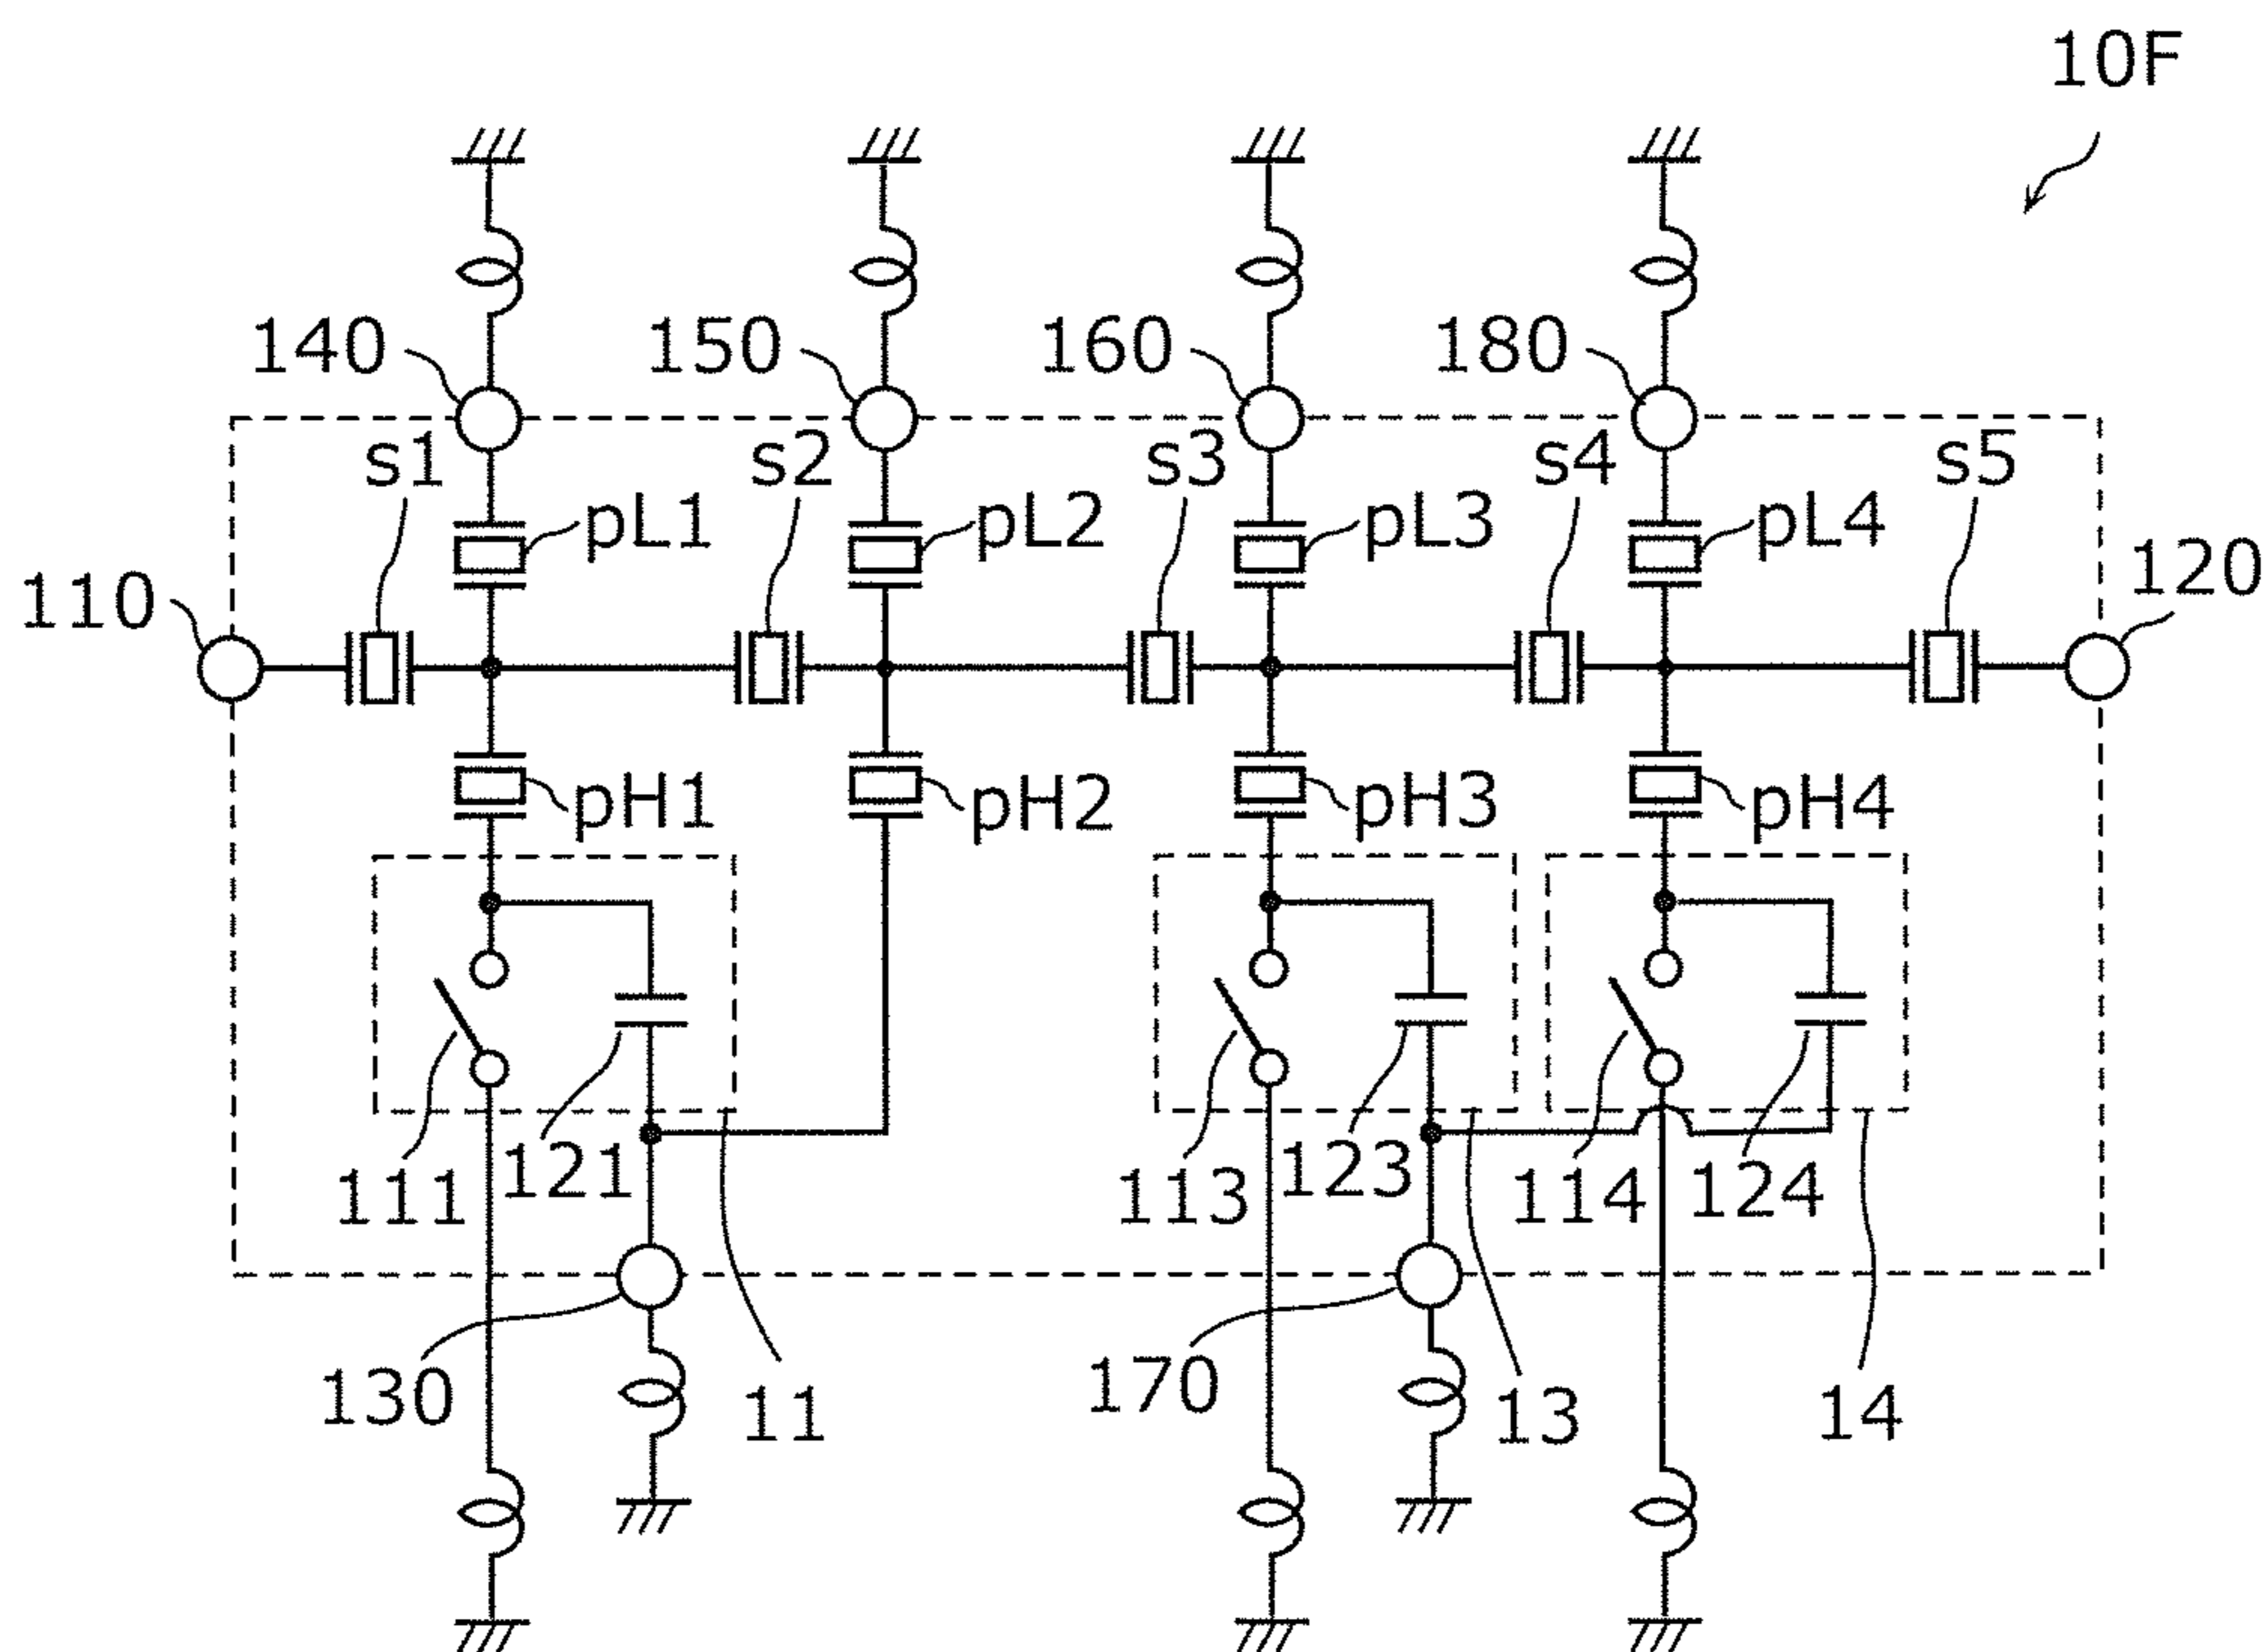 10F
140 150 160 180
s1 s2 s3 s4 s5
pL1 pL2 pL3 pL4
110 120
pH1 pH2 pH3 pH4
111 121 113 123 114 124
130 11 170 13 14